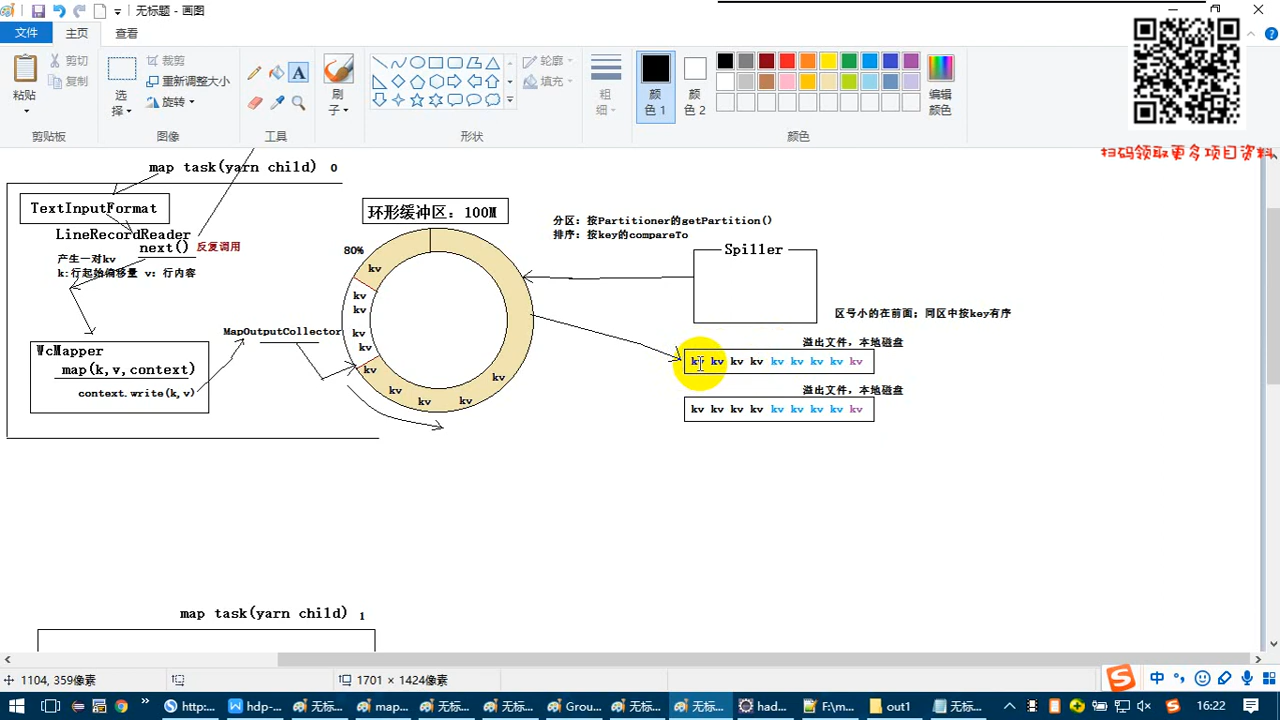 无标题 - 画图
文件
主页
查看
粘贴
剪切
复制
剪贴板
选择
裁剪
重新调整大小
旋转
图像
A
工具
刷子
形状
轮廓
填充
粗细
颜色 1
颜色 2
颜色
编辑颜色
扫码领取更多项目资料
map task(yarn child) 0
TextInputFormat
LineRecordReader
next() 反复调用
产生一对kv
k:行起始偏移量 v: 行内容
WcMapper
map(k,v,context)
context.write(k,v)
MapOutputCollector
环形缓冲区: 100M
80%
kv
kv
kv
kv
kv
kv
kv
kv
kv
kv
分区: 按Partitioner的getPartition()
排序: 按key的compareTo
Spiller
区号小的在前面; 同区中按key有序
溢出文件, 本地磁盘
kv kv kv kv kv kv kv kv kv
溢出文件, 本地磁盘
kv kv kv kv kv kv kv kv kv
map task(yarn child) 1
1104, 359像素
1701 × 1424像素
中
http:...
hdp-...
无标...
map...
无标...
无标...
Grou...
无标...
无标...
had...
F:\m...
out1
无标...
16:22